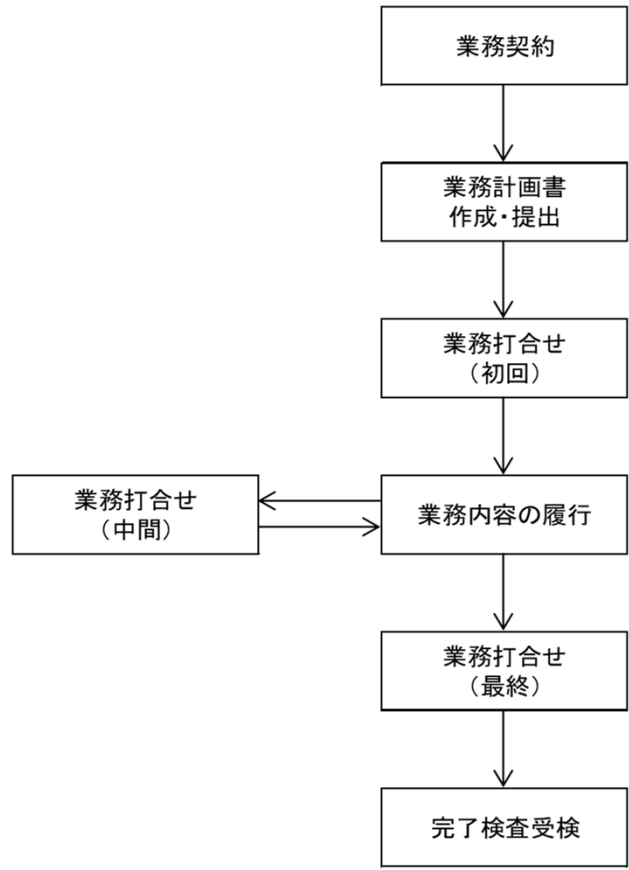 業務契約
業務計画書
作成・提出
業務打合せ
（初回）
業務打合せ
（中間）
業務内容の履行
業務打合せ
（最終）
完了検査受検